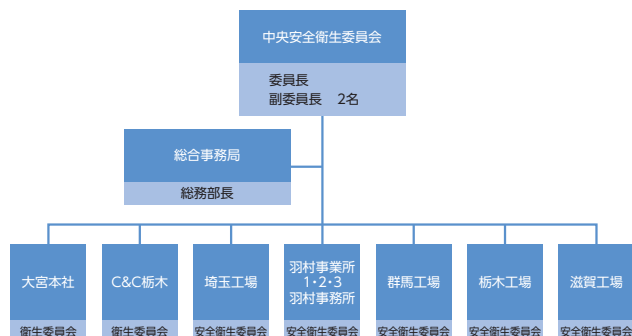 中央安全衛生委員会
委員長
副委員長　2名
総合事務局
総務部長
大宮本社
C&C栃木
埼玉工場
羽村事業所
1・2・3
羽村事務所
群馬工場
栃木工場
滋賀工場
衛生委員会
衛生委員会
安全衛生委員会
安全衛生委員会
安全衛生委員会
安全衛生委員会
安全衛生委員会